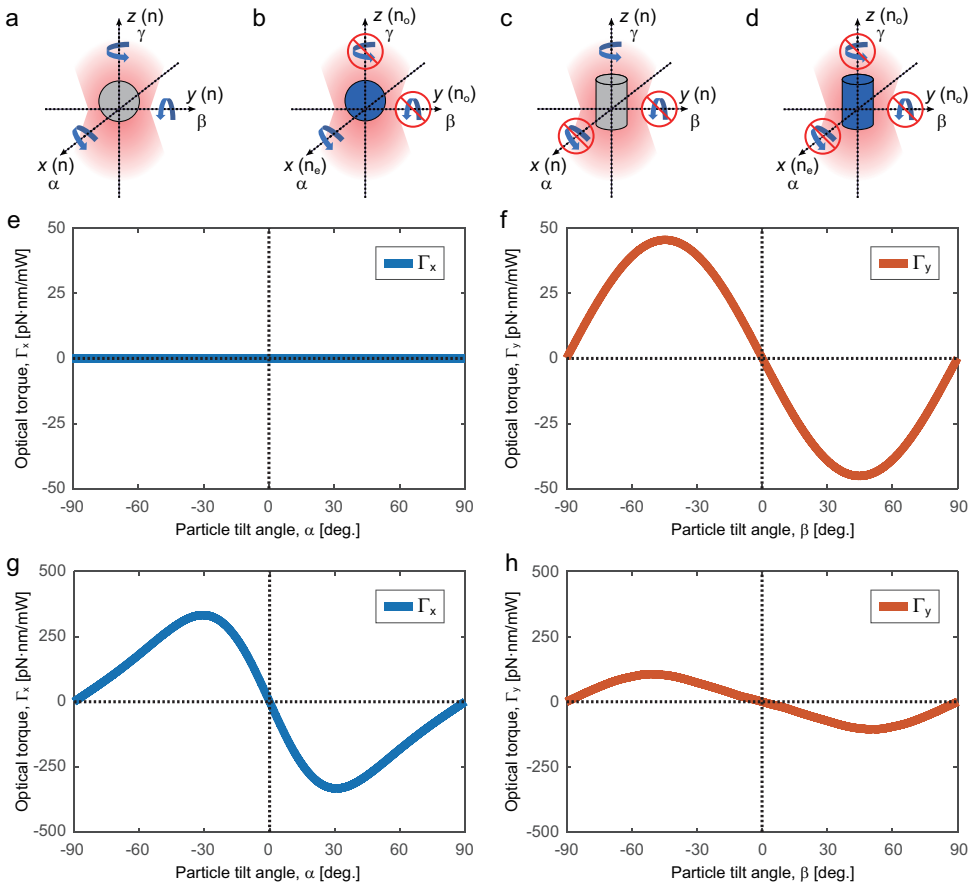 a
z (n)
γ
y (n)
β
x (n)
α
b
z (nₒ)
γ
y (nₒ)
β
x (nₑ)
α
c
z (n)
γ
y (n)
β
x (n)
α
d
z (nₒ)
γ
y (nₒ)
β
x (nₑ)
α
e
Optical torque, Γₓ [pN·nm/mW]
50
25
0
-25
-50
Γₓ
-90 -60 -30 0 30 60 90
Particle tilt angle, α [deg.]
f
Optical torque, Γᵧ [pN·nm/mW]
50
25
0
-25
-50
Γᵧ
-90 -60 -30 0 30 60 90
Particle tilt angle, β [deg.]
g
Optical torque, Γₓ [pN·nm/mW]
500
250
0
-250
-500
Γₓ
-90 -60 -30 0 30 60 90
Particle tilt angle, α [deg.]
h
Optical torque, Γᵧ [pN·nm/mW]
500
250
0
-250
-500
Γᵧ
-90 -60 -30 0 30 60 90
Particle tilt angle, β [deg.]